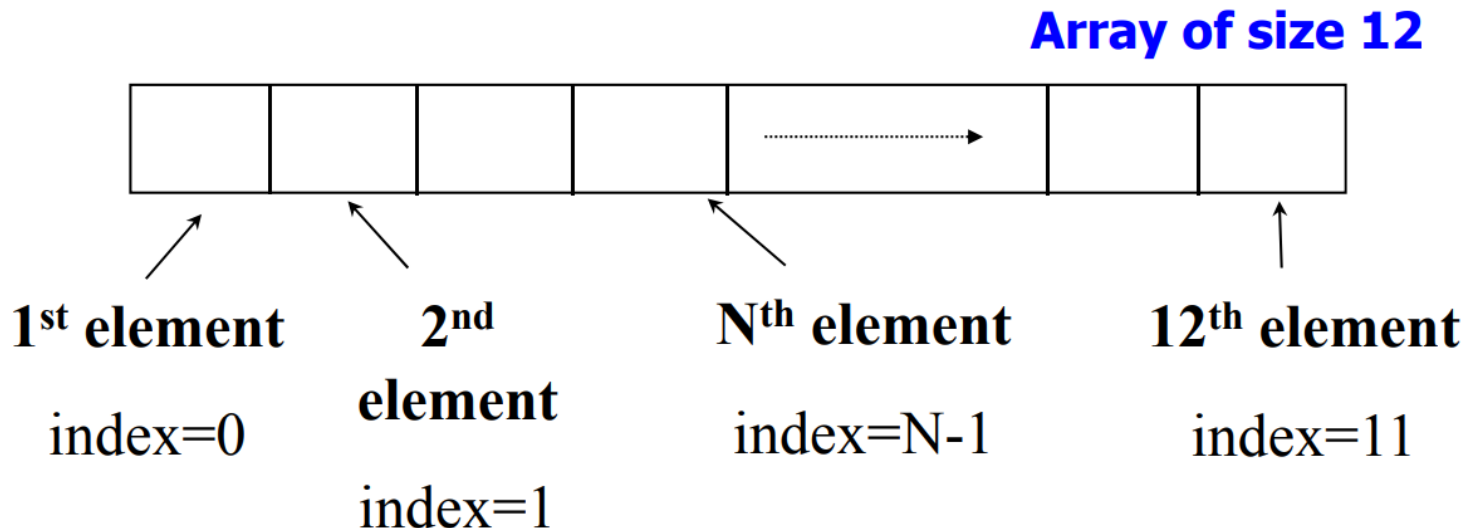 Array of size 12
1st element
index=0
2nd
element
index=1
Nth element
index=N-1
12th element
index=11